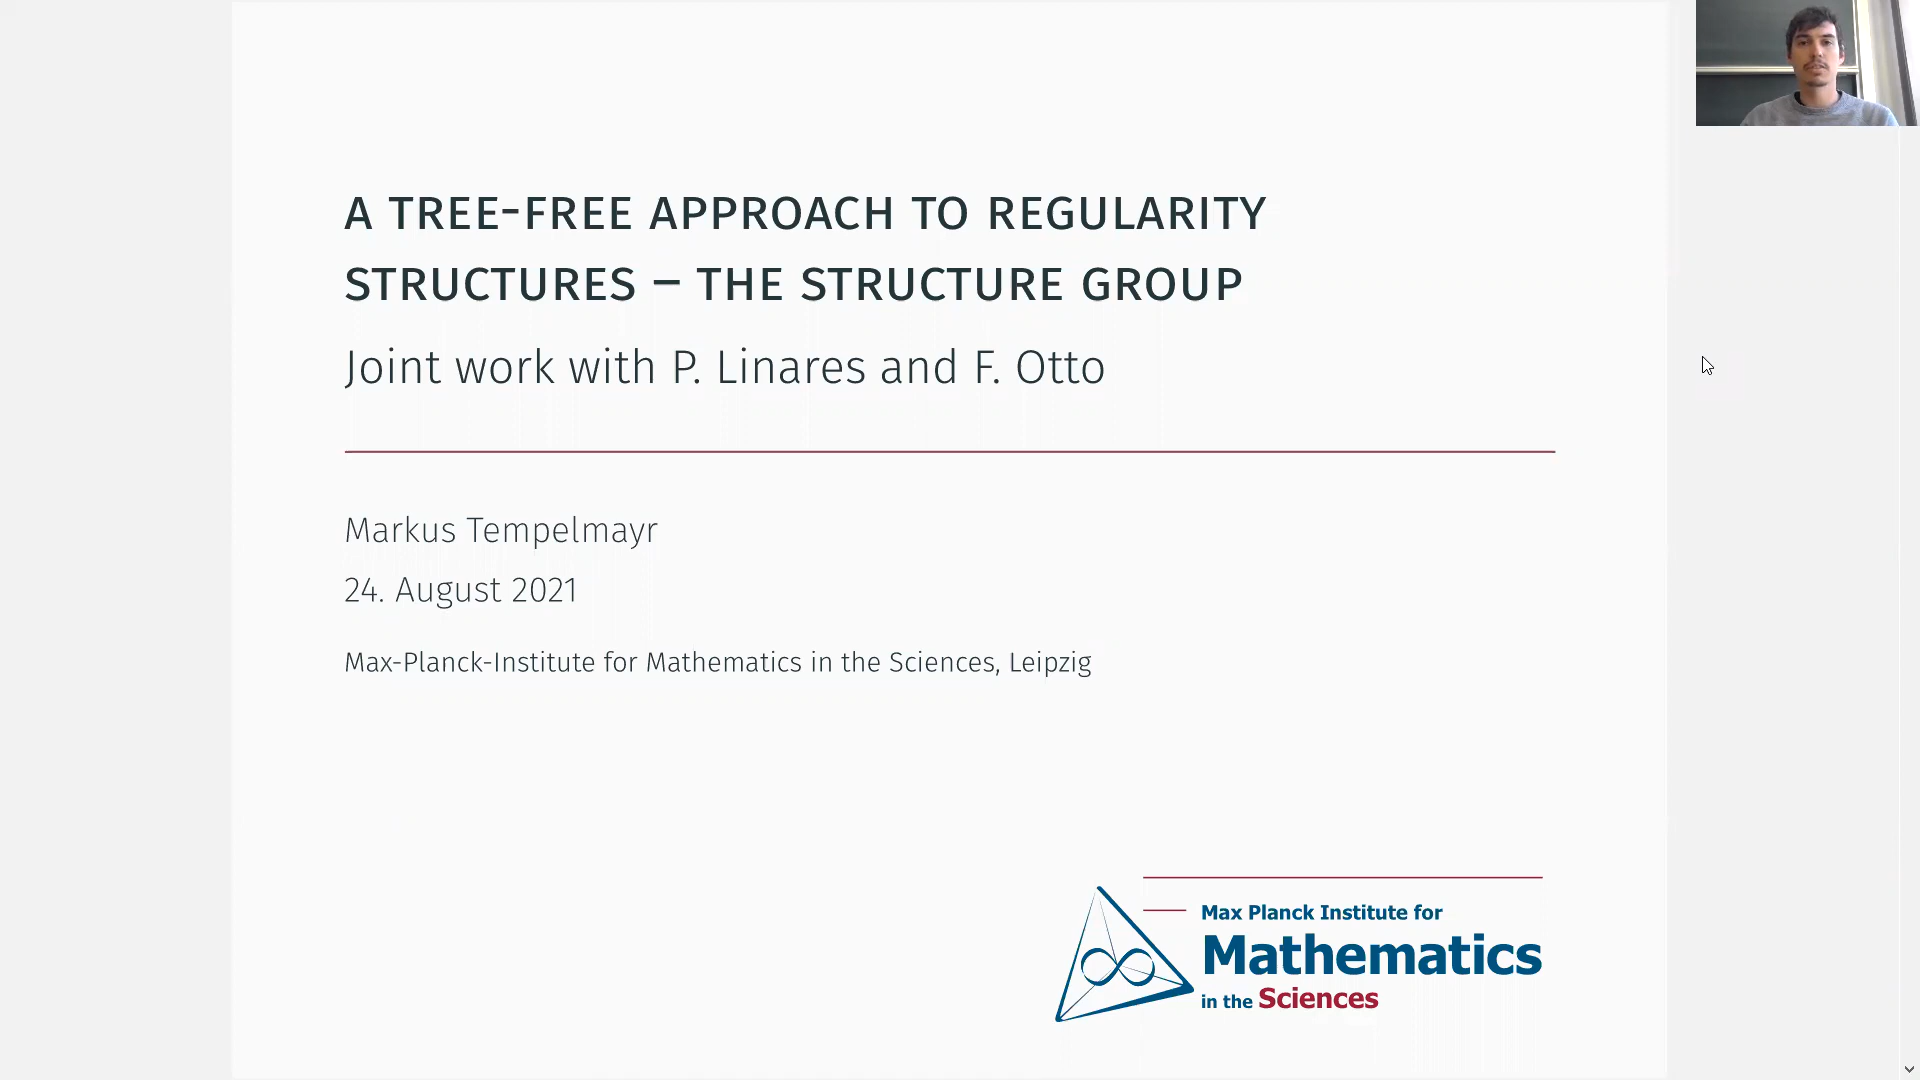 A TREE-FREE APPROACH TO REGULARITY
STRUCTURES – THE STRUCTURE GROUP
Joint work with P. Linares and F. Otto
Markus Tempelmayr
24. August 2021
Max-Planck-Institute for Mathematics in the Sciences, Leipzig
Max Planck Institute for
Mathematics
in the Sciences